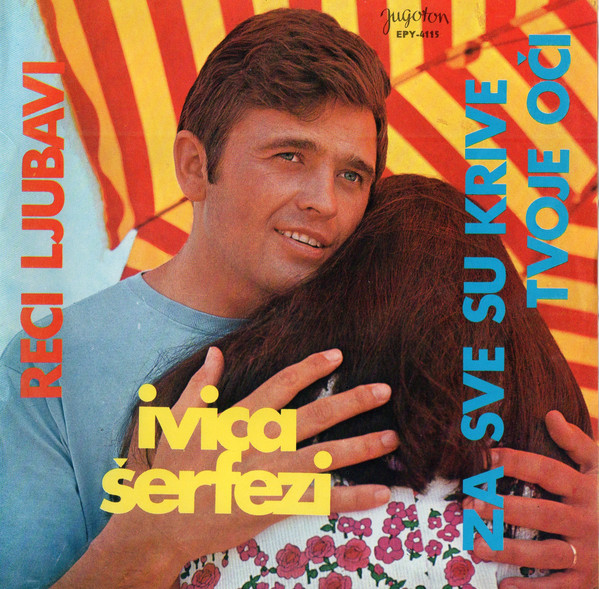 Jugoton
EPY-4115
RECI LJUBAVI
ZA SVE SU KRIVE
TVOJE OČI
ivica
šerfezi